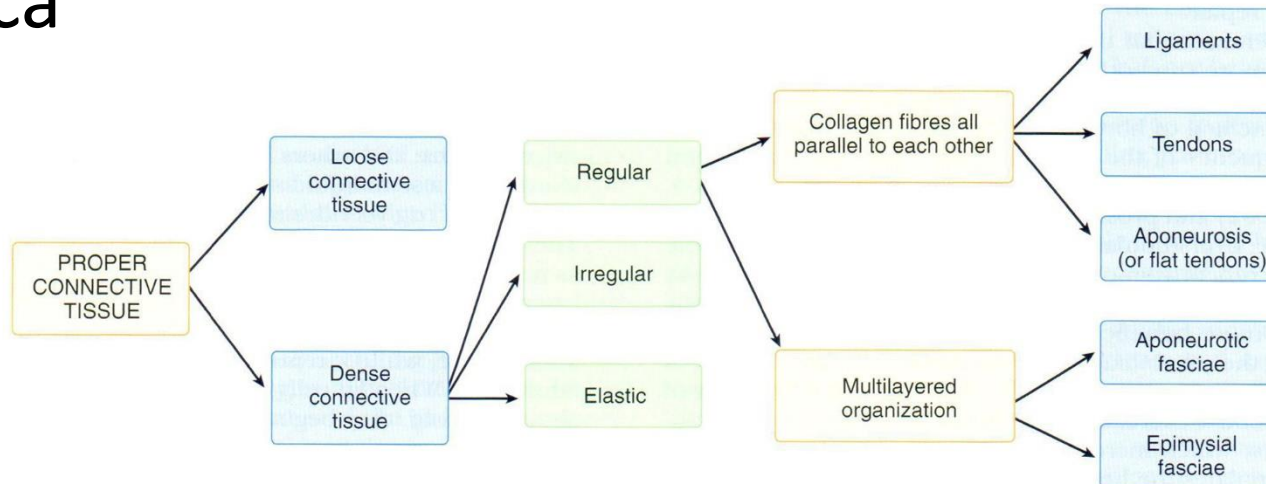 ca
PROPER
CONNECTIVE
TISSUE
Loose
connective
tissue
Dense
connective
tissue
Regular
Irregular
Elastic
Collagen fibres all
parallel to each other
Multilayered
organization
Ligaments
Tendons
Aponeurosis
(or flat tendons)
Aponeurotic
fasciae
Epimysial
fasciae